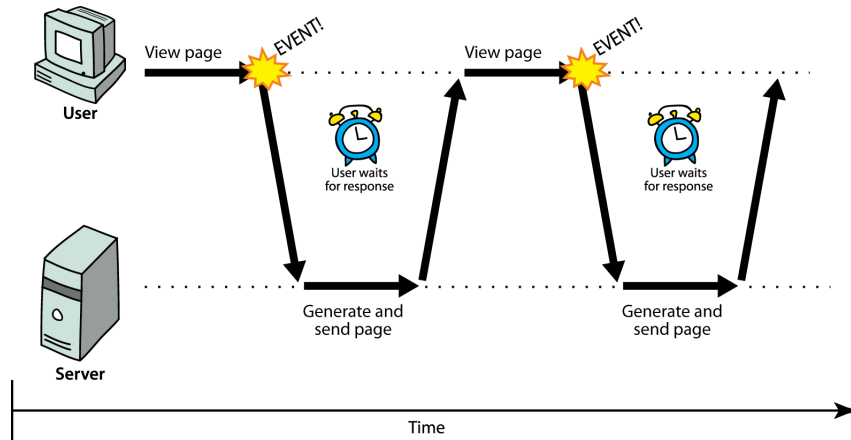 View page
EVENT!
View page
EVENT!
User
User waits
for response
User waits
for response
Generate and
send page
Generate and
send page
Server
Time